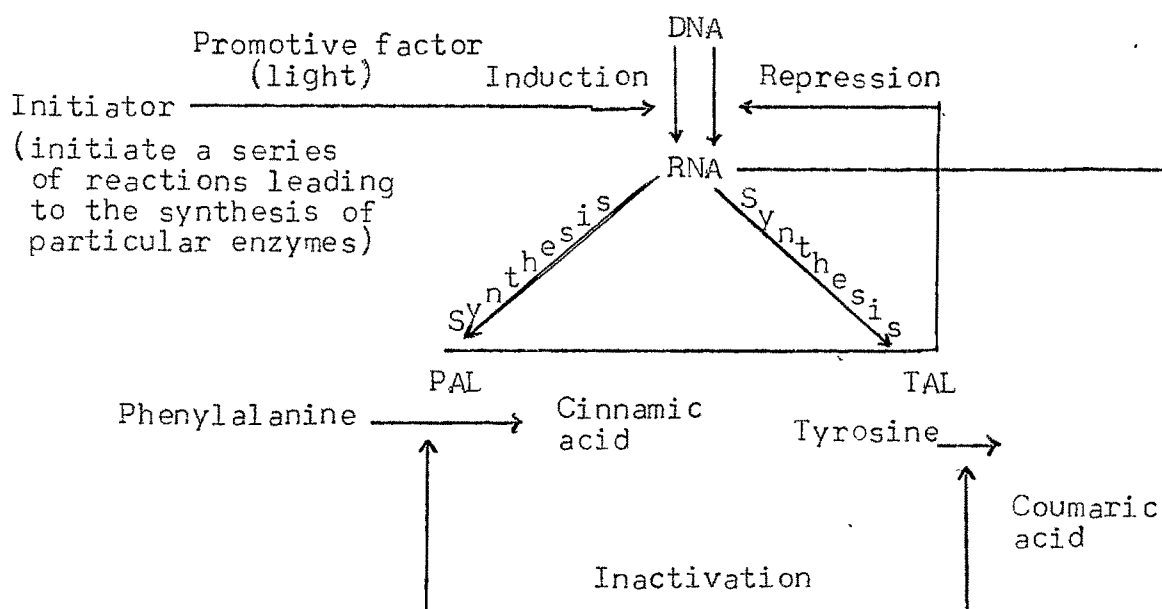 DNA
Promotive factor
(light)
Induction
Repression
Initiator
(initiate a series
of reactions leading
to the synthesis of
particular enzymes)
RNA
Synthesis
Synthesis
PAL
TAL
Phenylalanine
Cinnamic
acid
Tyrosine
Coumaric
acid
Inactivation